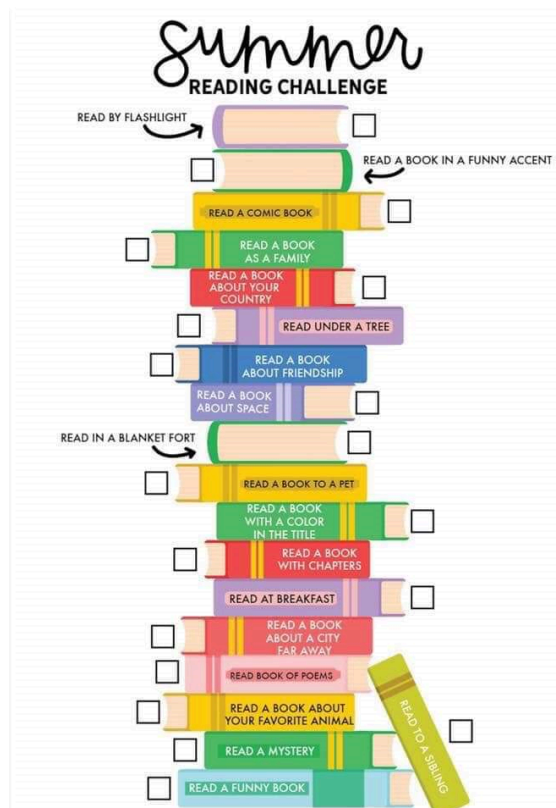 summer
READING CHALLENGE
READ BY FLASHLIGHT
READ A BOOK IN A FUNNY ACCENT
READ A COMIC BOOK
READ A BOOK
AS A FAMILY
READ A BOOK
ABOUT YOUR
COUNTRY
READ UNDER A TREE
READ A BOOK
ABOUT FRIENDSHIP
READ A BOOK
ABOUT SPACE
READ IN A BLANKET FORT
READ A BOOK TO A PET
READ A BOOK
WITH A COLOR
IN THE TITLE
READ A BOOK
WITH CHAPTERS
READ AT BREAKFAST
READ A BOOK
ABOUT A CITY
FAR AWAY
READ BOOK OF POEMS
READ A BOOK ABOUT
YOUR FAVORITE ANIMAL
READ TO A SIBLING
READ A MYSTERY
READ A FUNNY BOOK